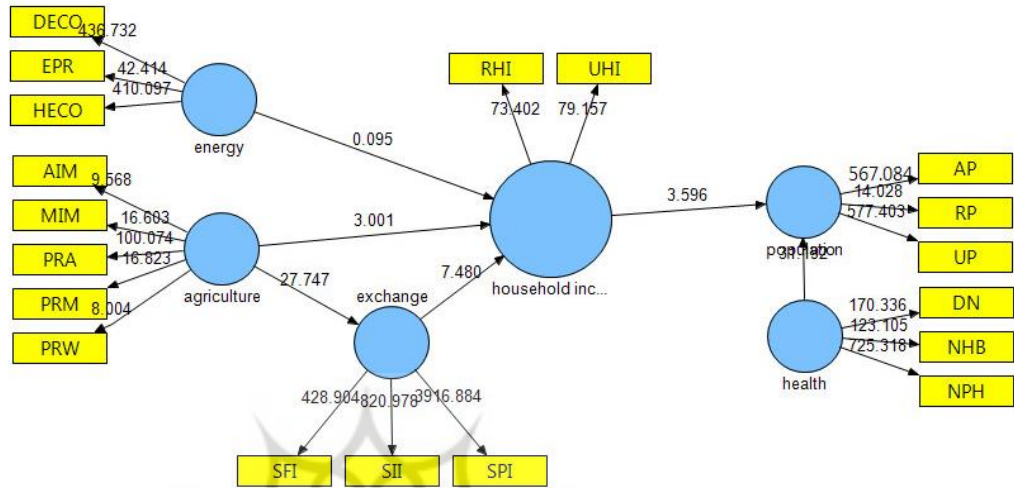 DECO
436.732
EPR
42.414
HECO
410.097
energy
0.095
RHI
UHI
73.402
79.157
household inc...
AIM
9.568
MIM
16.603
PRA
100.074
PRM
16.823
PRW
8.004
agriculture
3.001
27.747
exchange
7.480
428.904
820.978
3916.884
SFI
SII
SPI
3.596
population
AP
567.084
RP
14.028
UP
577.403
DN
170.336
NHB
123.105
NPH
725.318
health